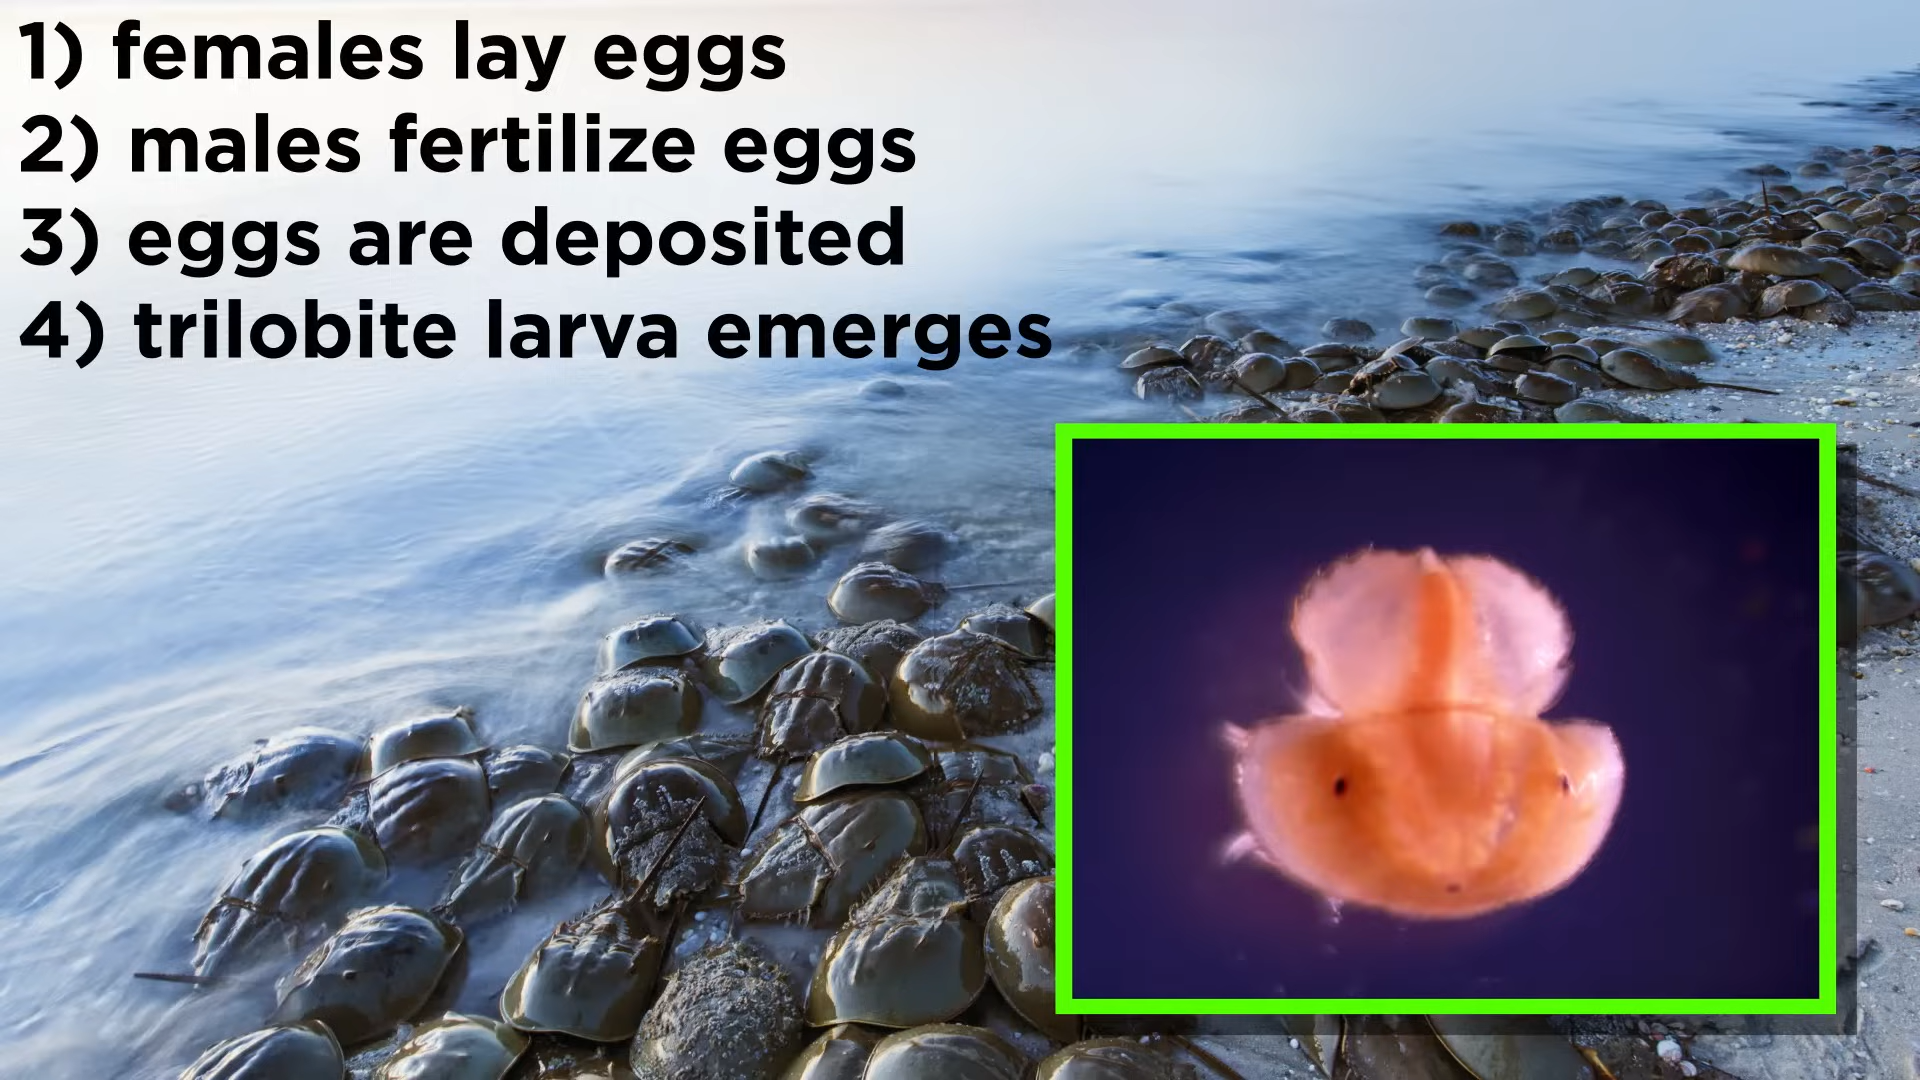 1) females lay eggs
2) males fertilize eggs
3) eggs are deposited
4) trilobite larva emerges